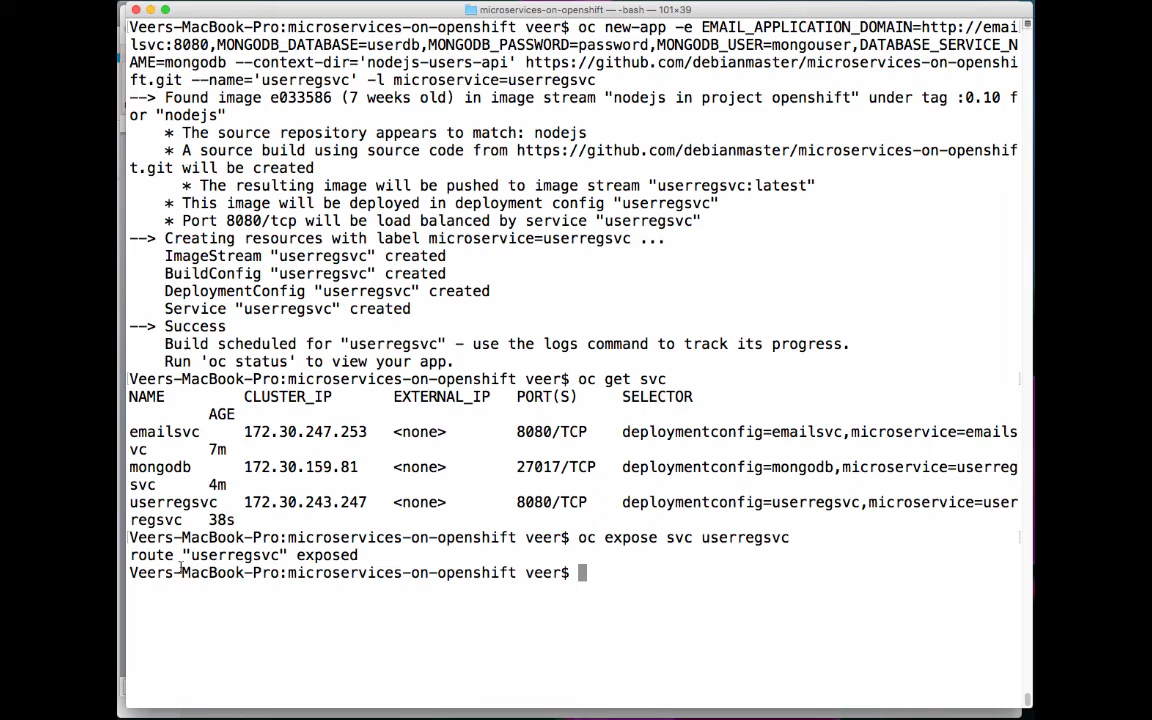 microservices-on-openshift — -bash — 101×39
Veers-MacBook-Pro:microservices-on-openshift veer$ oc new-app -e EMAIL_APPLICATION_DOMAIN=http://emai
lsvc:8080,MONGODB_DATABASE=userdb,MONGODB_PASSWORD=password,MONGODB_USER=mongouser,DATABASE_SERVICE_N
AME=mongodb --context-dir='nodejs-users-api' https://github.com/debianmaster/microservices-on-openshi
ft.git --name='userregsvc' -l microservice=userregsvc
--> Found image e033586 (7 weeks old) in image stream "nodejs in project openshift" under tag :0.10 f
or "nodejs"
    * The source repository appears to match: nodejs
    * A source build using source code from https://github.com/debianmaster/microservices-on-openshif
t.git will be created
      * The resulting image will be pushed to image stream "userregsvc:latest"
    * This image will be deployed in deployment config "userregsvc"
    * Port 8080/tcp will be load balanced by service "userregsvc"
--> Creating resources with label microservice=userregsvc ...
    ImageStream "userregsvc" created
    BuildConfig "userregsvc" created
    DeploymentConfig "userregsvc" created
    Service "userregsvc" created
--> Success
    Build scheduled for "userregsvc" - use the logs command to track its progress.
    Run 'oc status' to view your app.
Veers-MacBook-Pro:microservices-on-openshift veer$ oc get svc
NAME         CLUSTER_IP       EXTERNAL_IP   PORT(S)     SELECTOR
         AGE
emailsvc     172.30.247.253   <none>        8080/TCP    deploymentconfig=emailsvc,microservice=emails
vc       7m
mongodb      172.30.159.81    <none>        27017/TCP   deploymentconfig=mongodb,microservice=userreg
svc      4m
userregsvc   172.30.243.247   <none>        8080/TCP    deploymentconfig=userregsvc,microservice=user
regsvc   38s
Veers-MacBook-Pro:microservices-on-openshift veer$ oc expose svc userregsvc
route "userregsvc" exposed
Veers-MacBook-Pro:microservices-on-openshift veer$